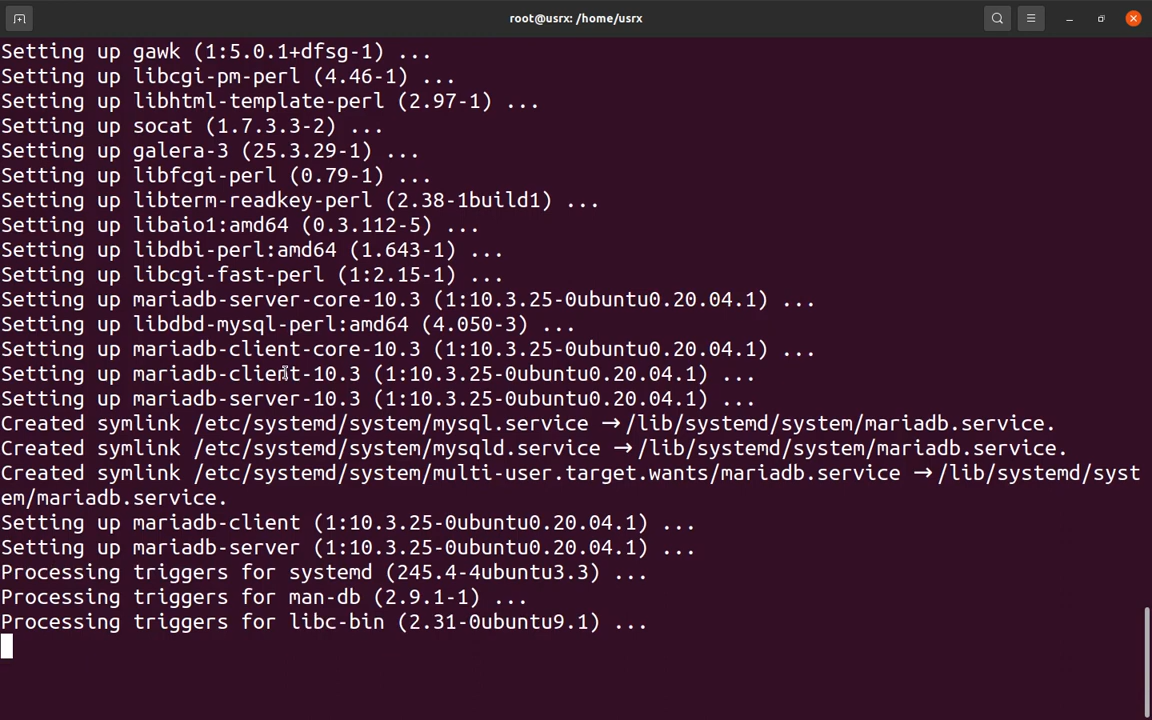 root@usrx: /home/usrx
Setting up gawk (1:5.0.1+dfsg-1) ...
Setting up libcgi-pm-perl (4.46-1) ...
Setting up libhtml-template-perl (2.97-1) ...
Setting up socat (1.7.3.3-2) ...
Setting up galera-3 (25.3.29-1) ...
Setting up libfcgi-perl (0.79-1) ...
Setting up libterm-readkey-perl (2.38-1build1) ...
Setting up libaio1:amd64 (0.3.112-5) ...
Setting up libdbi-perl:amd64 (1.643-1) ...
Setting up libcgi-fast-perl (1:2.15-1) ...
Setting up mariadb-server-core-10.3 (1:10.3.25-0ubuntu0.20.04.1) ...
Setting up libdbd-mysql-perl:amd64 (4.050-3) ...
Setting up mariadb-client-core-10.3 (1:10.3.25-0ubuntu0.20.04.1) ...
Setting up mariadb-client-10.3 (1:10.3.25-0ubuntu0.20.04.1) ...
Setting up mariadb-server-10.3 (1:10.3.25-0ubuntu0.20.04.1) ...
Created symlink /etc/systemd/system/mysql.service → /lib/systemd/system/mariadb.service.
Created symlink /etc/systemd/system/mysqld.service → /lib/systemd/system/mariadb.service.
Created symlink /etc/systemd/system/multi-user.target.wants/mariadb.service → /lib/systemd/syst
em/mariadb.service.
Setting up mariadb-client (1:10.3.25-0ubuntu0.20.04.1) ...
Setting up mariadb-server (1:10.3.25-0ubuntu0.20.04.1) ...
Processing triggers for systemd (245.4-4ubuntu3.3) ...
Processing triggers for man-db (2.9.1-1) ...
Processing triggers for libc-bin (2.31-0ubuntu9.1) ...